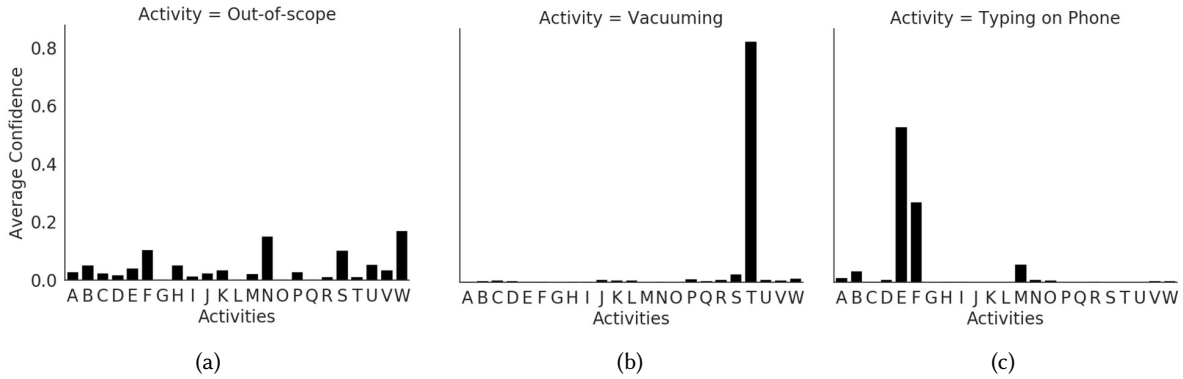 Activity = Out-of-scope
Average Confidence
0.8
0.6
0.4
0.2
0.0
A B C D E F G H I J K L M N O P Q R S T U V W
Activities
(a)
Activity = Vacuuming
A B C D E F G H I J K L M N O P Q R S T U V W
Activities
(b)
Activity = Typing on Phone
A B C D E F G H I J K L M N O P Q R S T U V W
Activities
(c)